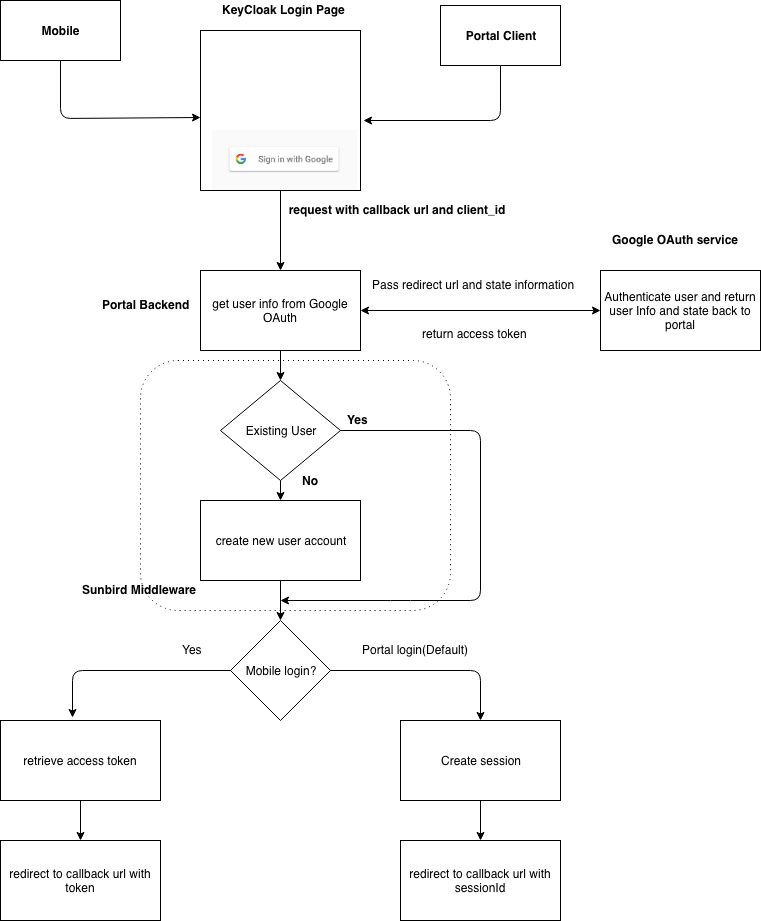 KeyCloak Login Page
Mobile
Portal Client
Sign in with Google
request with callback url and client_id
Google OAuth service
Portal Backend
get user info from Google
OAuth
Pass redirect url and state information
return access token
Authenticate user and return
user Info and state back to
portal
Existing User
Yes
No
create new user account
Sunbird Middleware
Mobile login?
Yes
Portal login(Default)
retrieve access token
Create session
redirect to callback url with
token
redirect to callback url with
sessionId